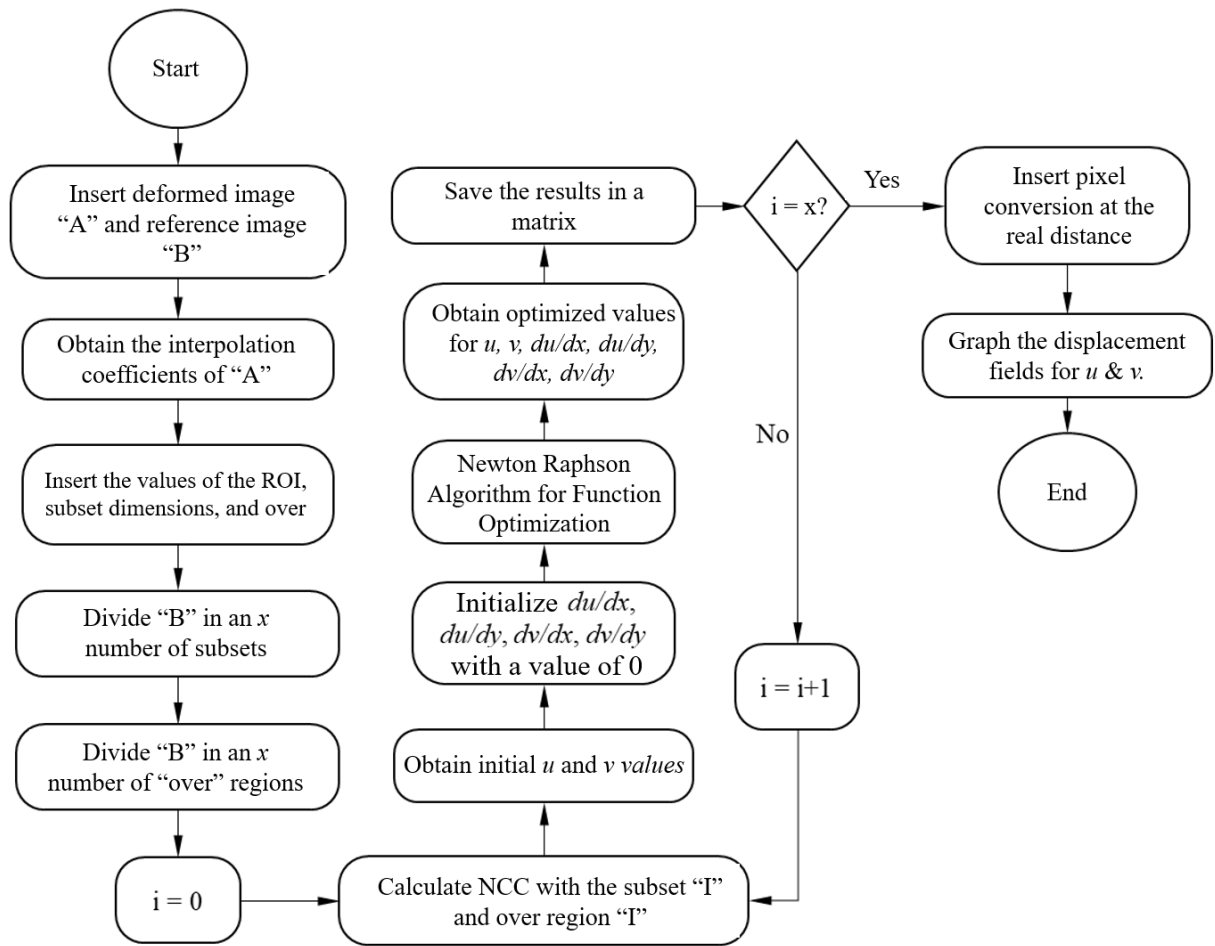 Start
Insert deformed image
“A” and reference image
“B”
Obtain the interpolation
coefficients of “A”
Insert the values of the ROI,
subset dimensions, and over
Divide “B” in an x
number of subsets
Divide “B” in an x
number of “over” regions
i = 0
Calculate NCC with the subset “I”
and over region “I”
Obtain initial u and v values
Initialize du/dx,
du/dy, dv/dx, dv/dy
with a value of 0
Newton Raphson
Algorithm for Function
Optimization
Obtain optimized values
for u, v, du/dx, du/dy,
dv/dx, dv/dy
Save the results in a
matrix
i = x?
Yes
No
i = i+1
Insert pixel
conversion at the
real distance
Graph the displacement
fields for u & v.
End